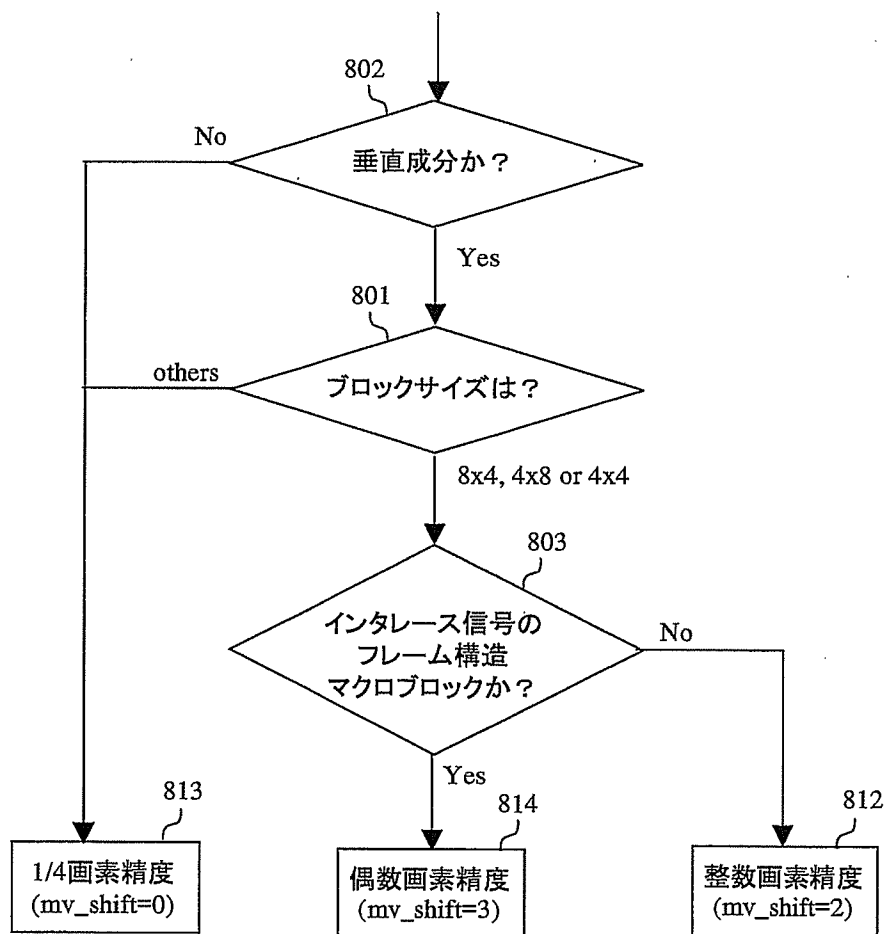 802
No
垂直成分か？
Yes
801
others
ブロックサイズは？
8x4, 4x8 or 4x4
803
インタレース信号の
フレーム構造
マクロブロックか？
No
Yes
813
814
812
1/4画素精度
(mv_shift=0)
偶数画素精度
(mv_shift=3)
整数画素精度
(mv_shift=2)